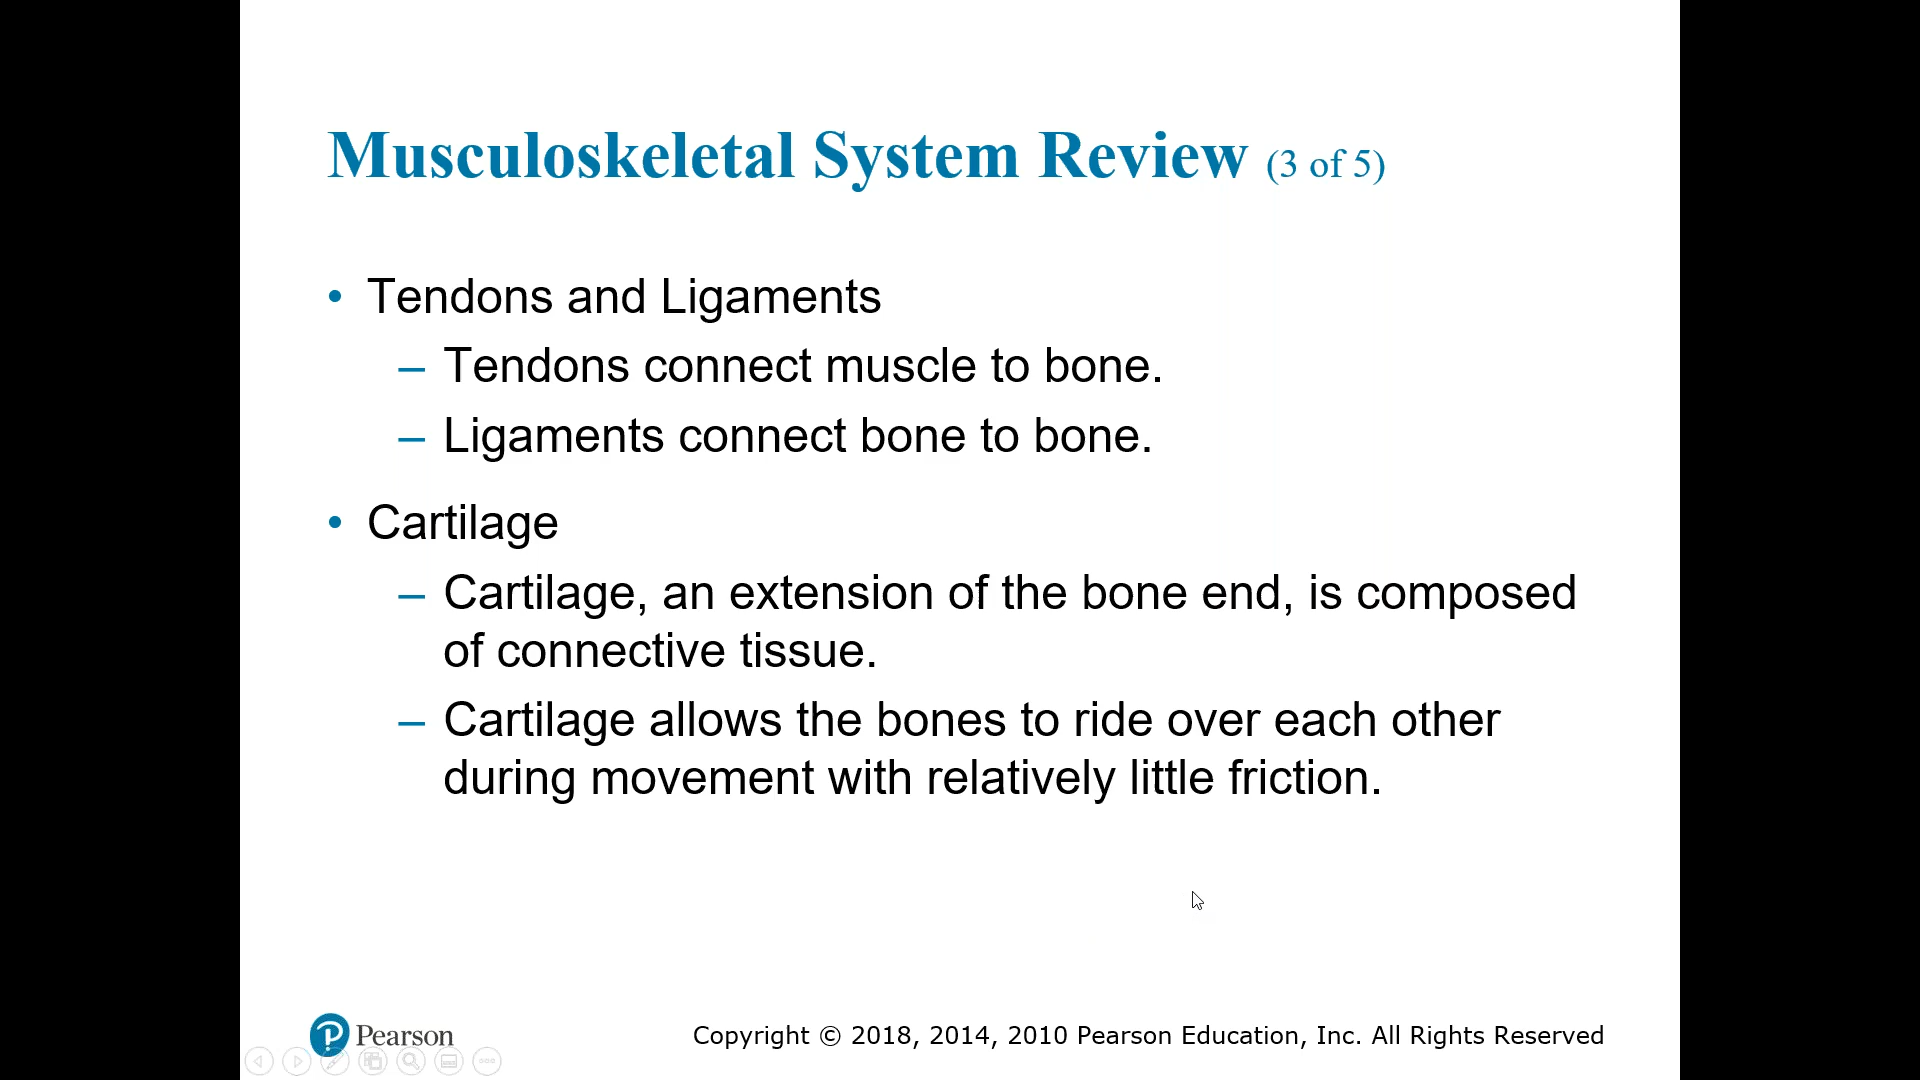 Musculoskeletal System Review (3 of 5)
• Tendons and Ligaments
– Tendons connect muscle to bone.
– Ligaments connect bone to bone.
• Cartilage
– Cartilage, an extension of the bone end, is composed
of connective tissue.
– Cartilage allows the bones to ride over each other
during movement with relatively little friction.
Pearson
Copyright © 2018, 2014, 2010 Pearson Education, Inc. All Rights Reserved